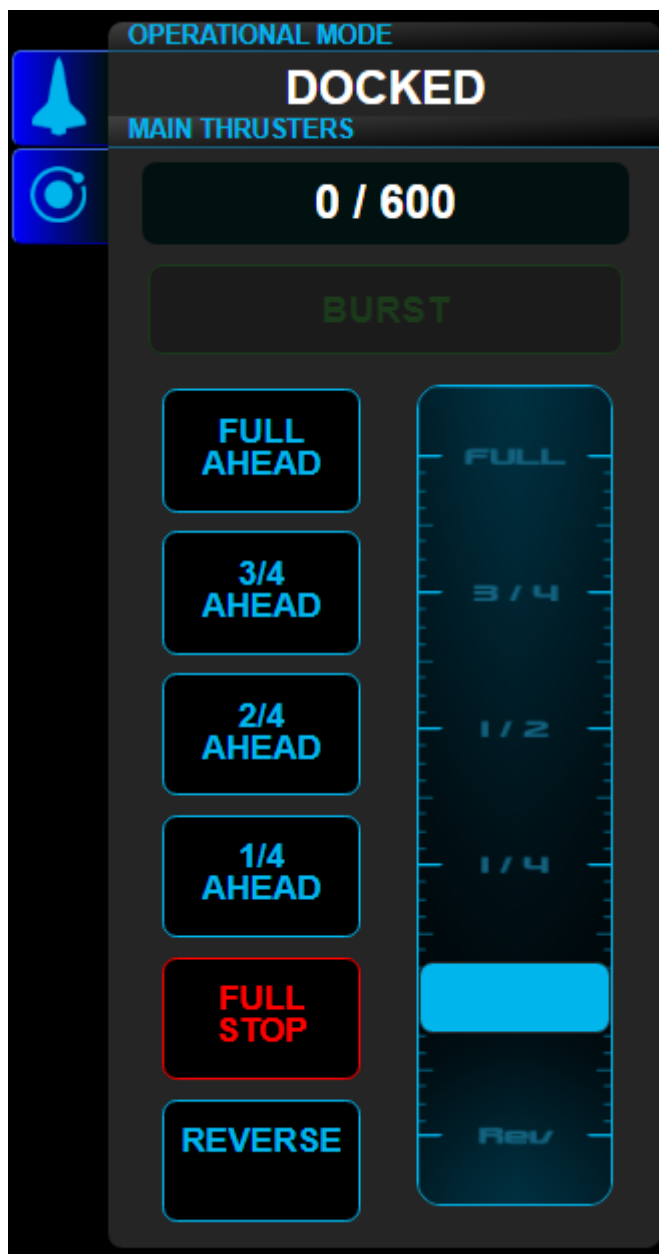 OPERATIONAL MODE
DOCKED
MAIN THRUSTERS
0 / 600
BURST
FULL
AHEAD
FULL
3/4
AHEAD
3 / 4
2/4
AHEAD
1 / 2
1/4
AHEAD
1 / 4
FULL
STOP
REVERSE
Rev